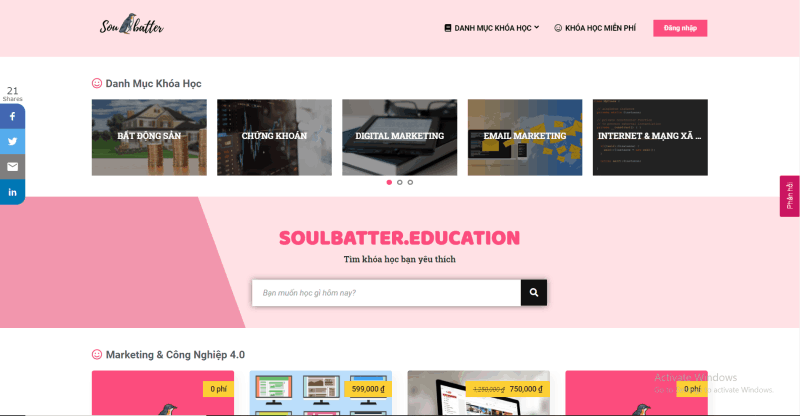 Soulbatter
DANH MỤC KHÓA HỌC
KHÓA HỌC MIỄN PHÍ
Đăng nhập
21
Shares
Danh Mục Khóa Học
BẤT ĐỘNG SẢN
CHỨNG KHOÁN
DIGITAL MARKETING
EMAIL MARKETING
INTERNET & MẠNG XÃ ...
Phản hồi
SOULBATTER.EDUCATION
Tìm khóa học bạn yêu thích
Bạn muốn học gì hôm nay?
Marketing & Công Nghiệp 4.0
0 phí
599,000 ₫
1,250,000 ₫ 750,000 ₫
0 phí
Activate Windows
Go to Settings to activate Windows.